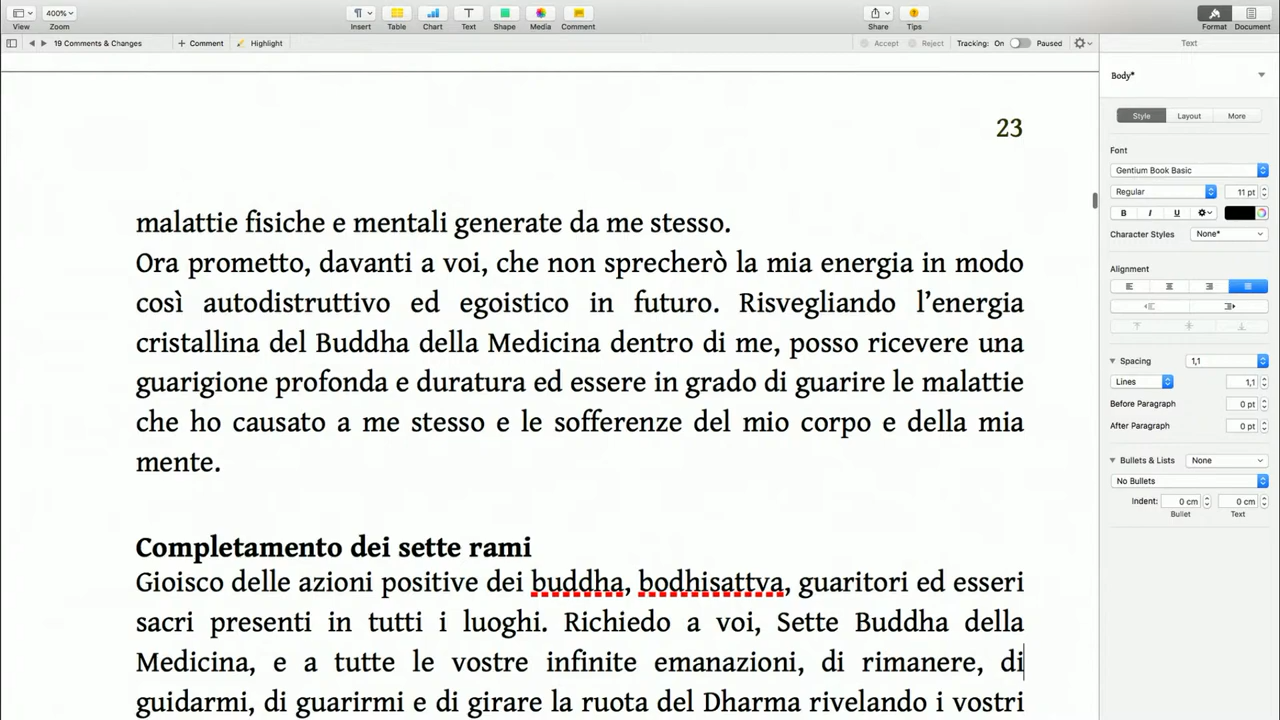 400%
View
Zoom
Insert
Table
Chart
Text
Shape
Media
Comment
Share
Tips
Format
Document
19 Comments & Changes
+ Comment
Highlight
Accept
Reject
Tracking: On
Paused
Text
23
malattie fisiche e mentali generate da me stesso.
Ora prometto, davanti a voi, che non sprecherò la mia energia in modo
così autodistruttivo ed egoistico in futuro. Risvegliando l’energia
cristallina del Buddha della Medicina dentro di me, posso ricevere una
guarigione profonda e duratura ed essere in grado di guarire le malattie
che ho causato a me stesso e le sofferenze del mio corpo e della mia
mente.
Completamento dei sette rami
Gioisco delle azioni positive dei buddha, bodhisattva, guaritori ed esseri
sacri presenti in tutti i luoghi. Richiedo a voi, Sette Buddha della
Medicina, e a tutte le vostre infinite emanazioni, di rimanere, di
guidarmi, di guarirmi e di girare la ruota del Dharma rivelando i vostri
Body*
Style
Layout
More
Font
Gentium Book Basic
Regular
11 pt
B I U
Character Styles
None*
Alignment
Spacing
1,1
Lines
1,1
Before Paragraph
0 pt
After Paragraph
0 pt
Bullets & Lists
None
No Bullets
Indent:
0 cm
0 cm
Bullet
Text